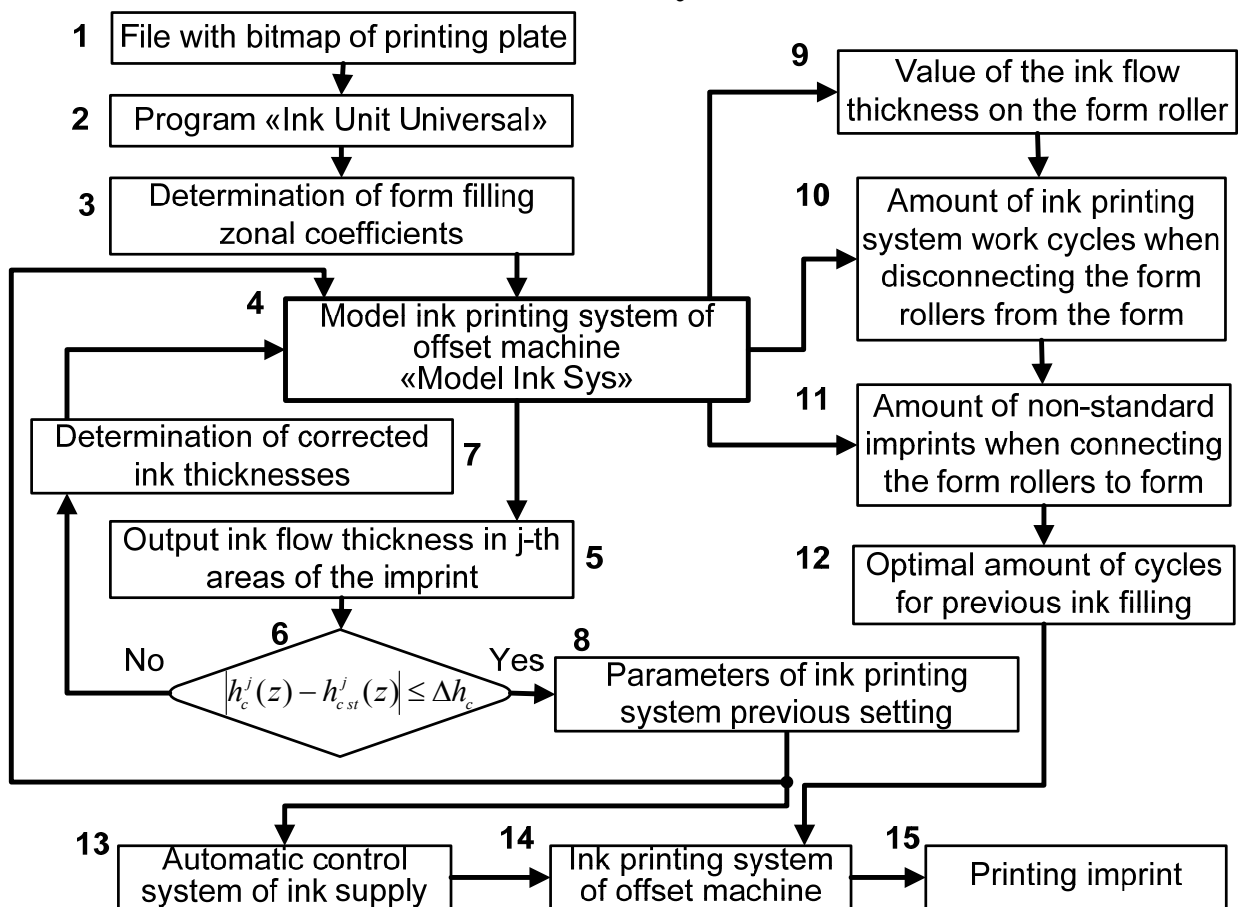 1
File with bitmap of printing plate
2
Program «Ink Unit Universal»
3
Determination of form filling
zonal coefficients
4
Model ink printing system of
offset machine
«Model Ink Sys»
7
Determination of corrected
ink thicknesses
5
Output ink flow thickness in j-th
areas of the imprint
6
No
|h_c^j(z) − h_{c st}^j(z)| ≤ Δh_c
Yes
8
Parameters of ink printing
system previous setting
9
Value of the ink flow
thickness on the form roller
10
Amount of ink printing
system work cycles when
disconnecting the form
rollers from the form
11
Amount of non-standard
imprints when connecting
the form rollers to form
12
Optimal amount of cycles
for previous ink filling
13
Automatic control
system of ink supply
14
Ink printing system
of offset machine
15
Printing imprint